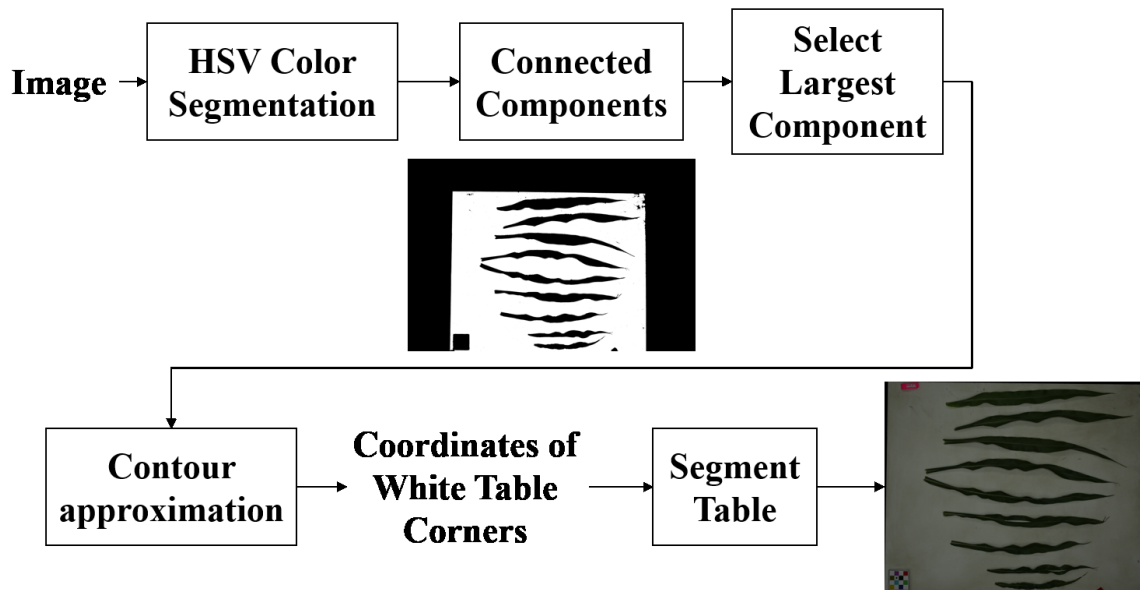 Image
HSV Color
Segmentation
Connected
Components
Select
Largest
Component
Contour
approximation
Coordinates of
White Table
Corners
Segment
Table